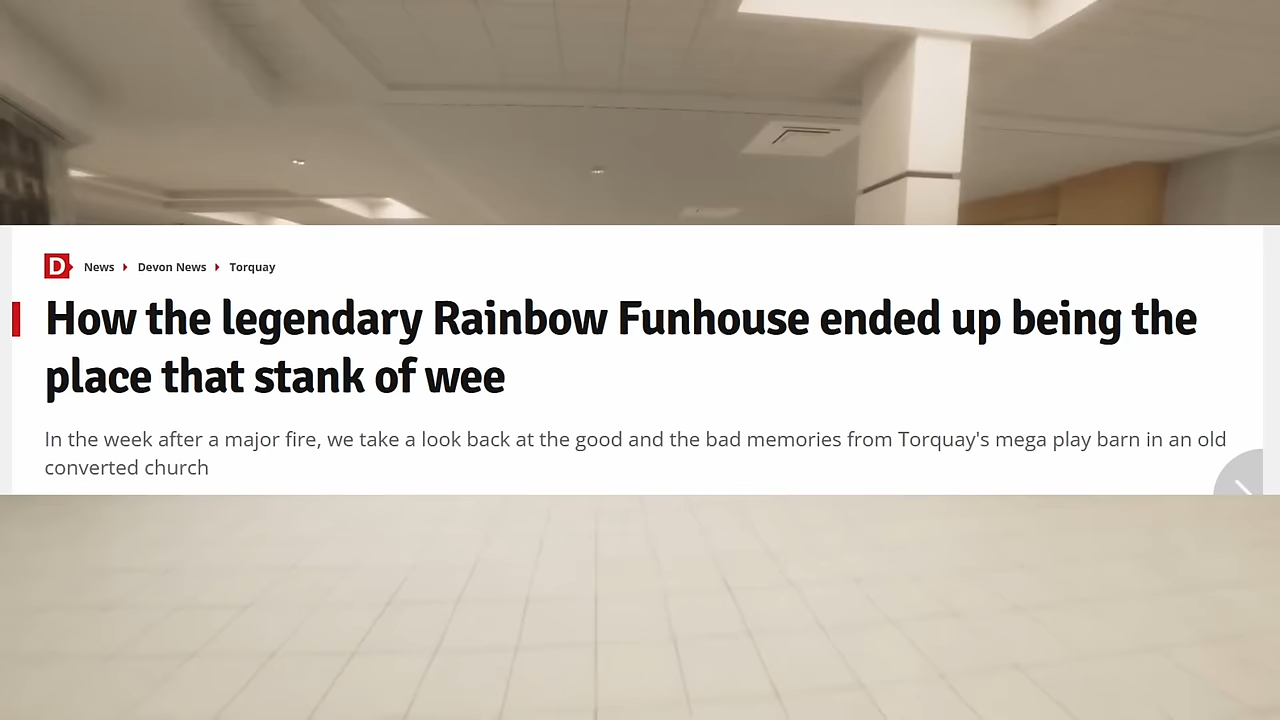 D News Devon News Torquay
How the legendary Rainbow Funhouse ended up being the
place that stank of wee
In the week after a major fire, we take a look back at the good and the bad memories from Torquay's mega play barn in an old
converted church